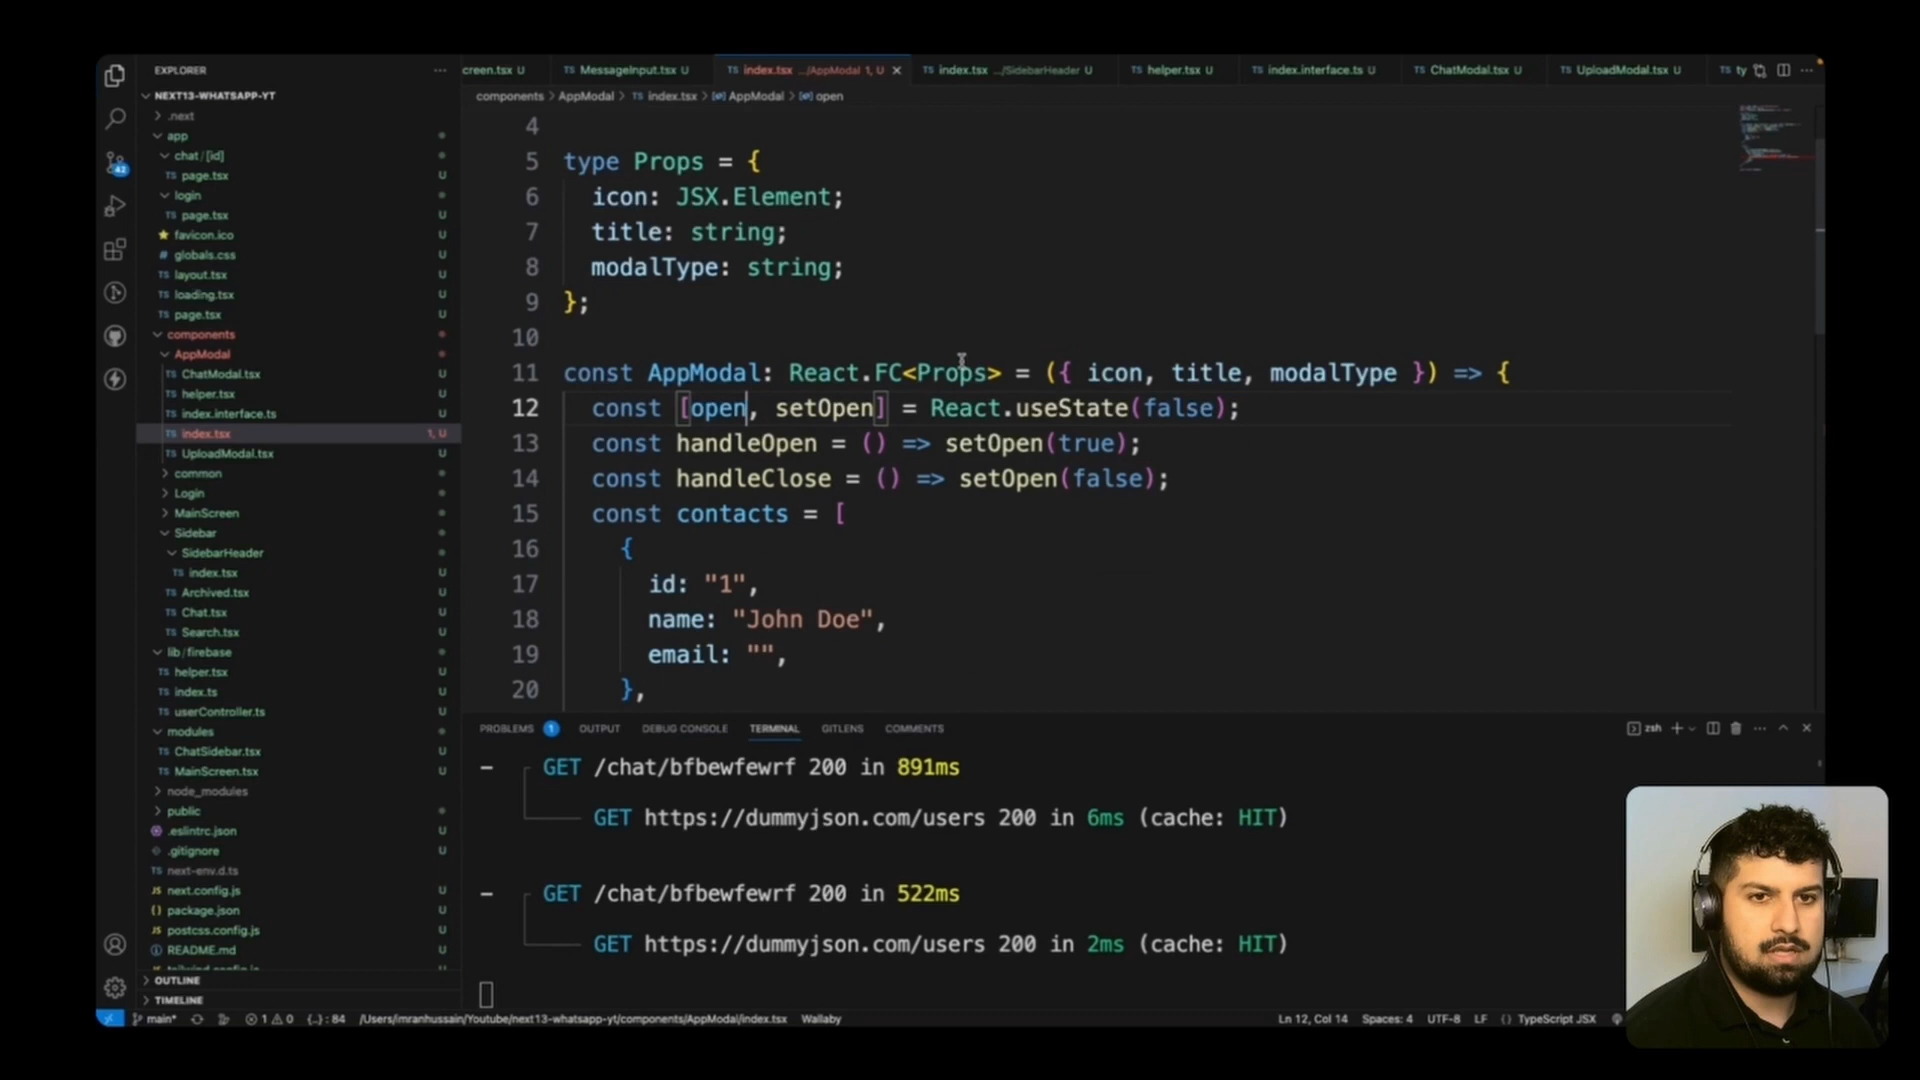 EXPLORER
NEXT13-WHATSAPP-YT
.next
app
chat / [id]
page.tsx U
login
page.tsx U
favicon.ico U
globals.css U
layout.tsx U
loading.tsx U
page.tsx U
components
AppModal
ChatModal.tsx U
helper.tsx U
index.interface.ts U
index.tsx 1, U
UploadModal.tsx U
common
Login
MainScreen
Sidebar
SidebarHeader
index.tsx U
Archived.tsx U
Chat.tsx U
Search.tsx U
lib / firebase
helper.tsx U
index.ts U
userController.ts U
modules
ChatSidebar.tsx U
MainScreen.tsx U
node_modules
public
.eslintrc.json U
.gitignore U
next-env.d.ts
next.config.js U
package.json U
postcss.config.js U
README.md U
tailwind.config.js
OUTLINE
TIMELINE
42
creen.tsx U
TS MessageInput.tsx U
TS index.tsx .../AppModal 1, U
TS index.tsx .../SidebarHeader U
TS helper.tsx U
TS index.interface.ts U
TS ChatModal.tsx U
TS UploadModal.tsx U
TS ty
components > AppModal > TS index.tsx > AppModal > open
4
5 type Props = {
6 icon: JSX.Element;
7 title: string;
8 modalType: string;
9 };
10
11 const AppModal: React.FC<Props> = ({ icon, title, modalType }) => {
12 const [open, setOpen] = React.useState(false);
13 const handleOpen = () => setOpen(true);
14 const handleClose = () => setOpen(false);
15 const contacts = [
16 {
17 id: "1",
18 name: "John Doe",
19 email: "",
20 },
PROBLEMS 1 OUTPUT DEBUG CONSOLE TERMINAL GITLENS COMMENTS
zsh
– GET /chat/bfbewfewrf 200 in 891ms
GET https://dummyjson.com/users 200 in 6ms (cache: HIT)
– GET /chat/bfbewfewrf 200 in 522ms
GET https://dummyjson.com/users 200 in 2ms (cache: HIT)
main* 1 0 {..} : 84 /Users/imranhussain/Youtube/next13-whatsapp-yt/components/AppModal/index.tsx Wallaby
Ln 12, Col 14 Spaces: 4 UTF-8 LF {} TypeScript JSX